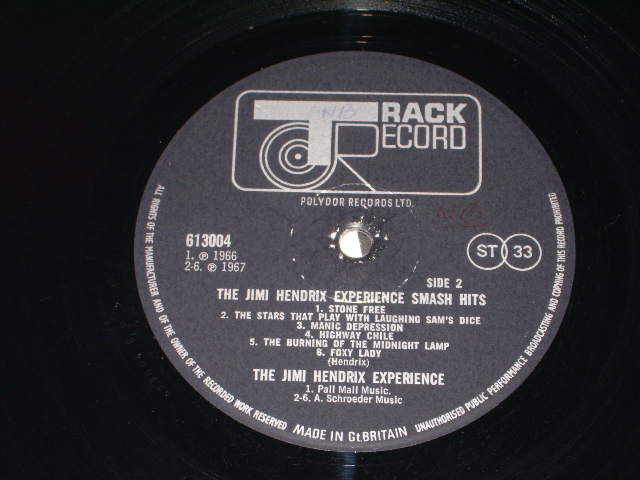 TRACK
RECORD
NB
POLYDOR RECORDS LTD.
613004
1. ℗ 1966
2-6. ℗ 1967
ST 33
SIDE 2
THE JIMI HENDRIX EXPERIENCE SMASH HITS
1. STONE FREE
2. THE STARS THAT PLAY WITH LAUGHING SAM'S DICE
3. MANIC DEPRESSION
4. HIGHWAY CHILE
5. THE BURNING OF THE MIDNIGHT LAMP
6. FOXY LADY
(Hendrix)
THE JIMI HENDRIX EXPERIENCE
1. Pall Mall Music.
2-6. A. Schroeder Music
ALL RIGHTS OF THE MANUFACTURER AND OF THE OWNER OF THE RECORDED WORK RESERVED
MADE IN Gt. BRITAIN
UNAUTHORISED PUBLIC PERFORMANCE BROADCASTING AND COPYING OF THIS RECORD PROHIBITED